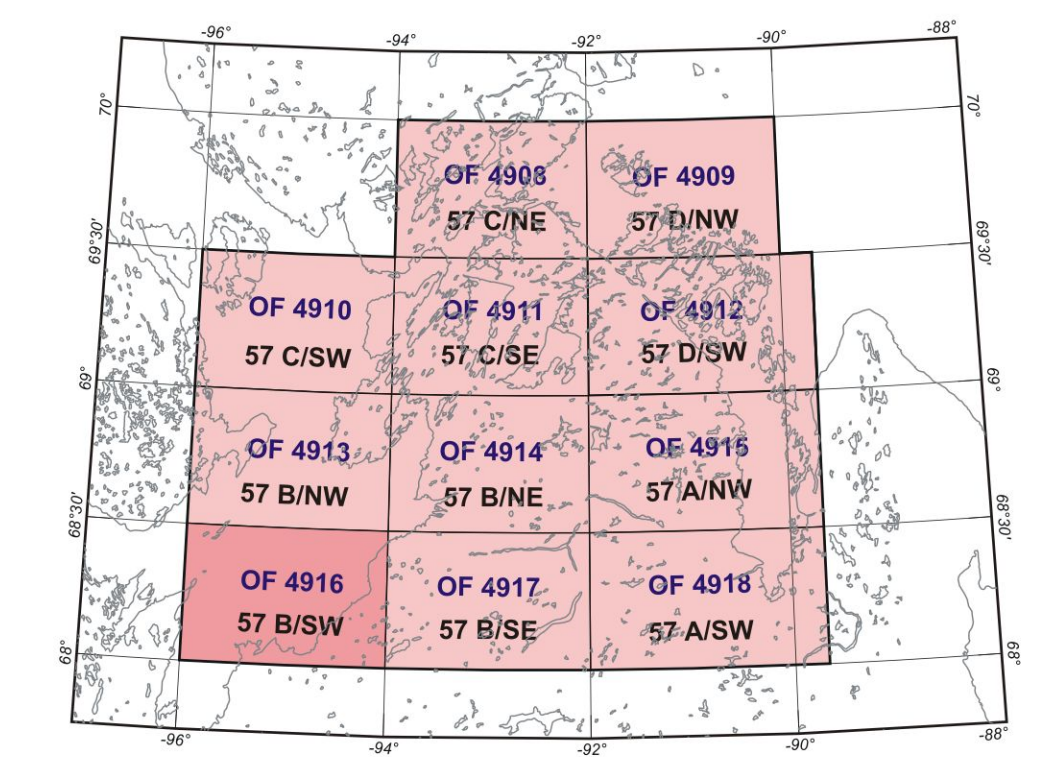 -96°
-94°
-92°
-90°
-88°
70°
70°
OF 4908
57 C/NE
OF 4909
57 D/NW
69°30'
69°30'
OF 4910
57 C/SW
OF 4911
57 C/SE
OF 4912
57 D/SW
69°
69°
OF 4913
57 B/NW
OF 4914
57 B/NE
OF 4915
57 A/NW
68°30'
68°30'
OF 4916
57 B/SW
OF 4917
57 B/SE
OF 4918
57 A/SW
68°
68°
-96°
-94°
-92°
-90°
-88°